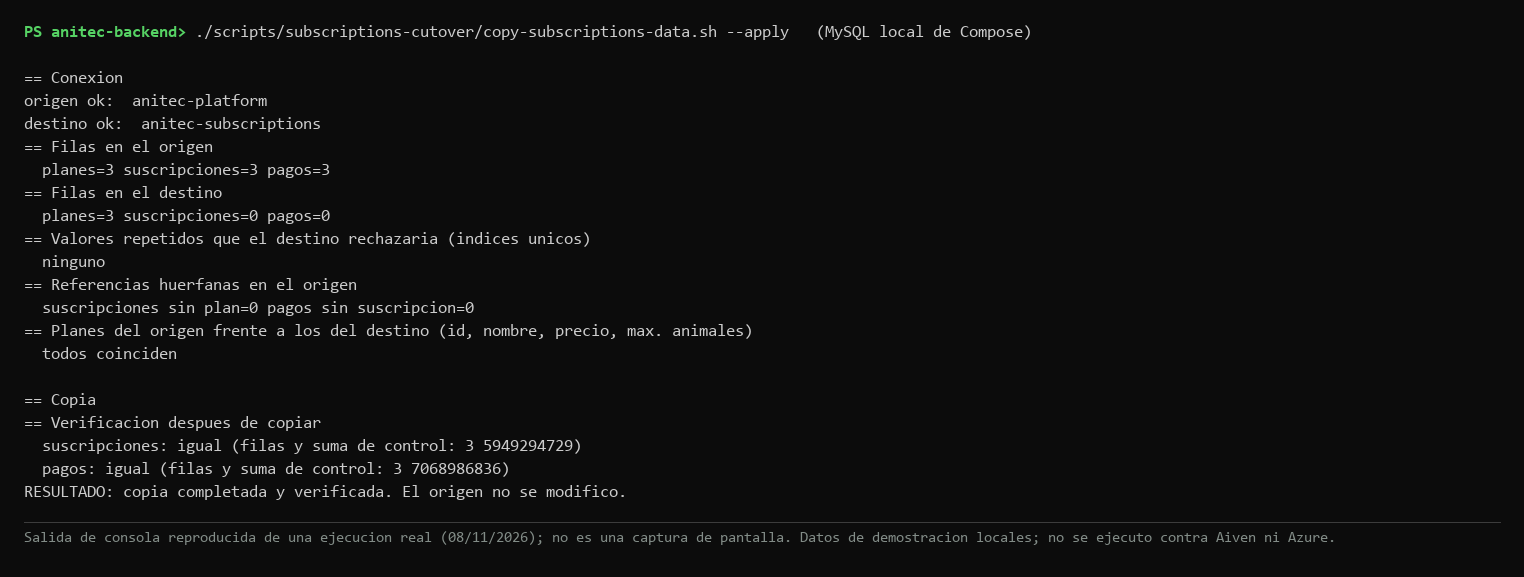 PS anitec-backend> ./scripts/subscriptions-cutover/copy-subscriptions-data.sh --apply   (MySQL local de Compose)
== Conexion
origen ok:  anitec-platform
destino ok:  anitec-subscriptions
== Filas en el origen
  planes=3 suscripciones=3 pagos=3
== Filas en el destino
  planes=3 suscripciones=0 pagos=0
== Valores repetidos que el destino rechazaria (indices unicos)
  ninguno
== Referencias huerfanas en el origen
  suscripciones sin plan=0 pagos sin suscripcion=0
== Planes del origen frente a los del destino (id, nombre, precio, max. animales)
  todos coinciden
== Copia
== Verificacion despues de copiar
  suscripciones: igual (filas y suma de control: 3 5949294729)
  pagos: igual (filas y suma de control: 3 7068986836)
RESULTADO: copia completada y verificada. El origen no se modifico.
Salida de consola reproducida de una ejecucion real (08/11/2026); no es una captura de pantalla. Datos de demostracion locales; no se ejecuto contra Aiven ni Azure.